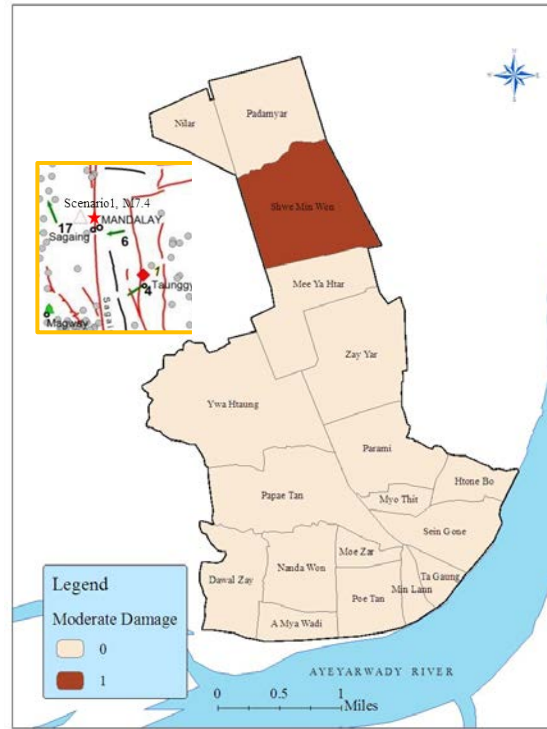 Padamyar
Nilar
Shwe Min Won
Scenario1, M7.4
MANDALAY
17
Sagaing
6
1
4
Taunggy
Sagai
Magway
Mee Ya Htar
Zay Yar
Ywa Htaung
Parami
Htone Bo
Myo Thit
Papae Tan
Sein Gone
Moe Zar
Ta Gaung
Dawal Zay
Nanda Won
Min Laun
Poe Tan
A Mya Wadi
Legend
Moderate Damage
0
1
AYEYARWADY RIVER
0 0.5 1
Miles